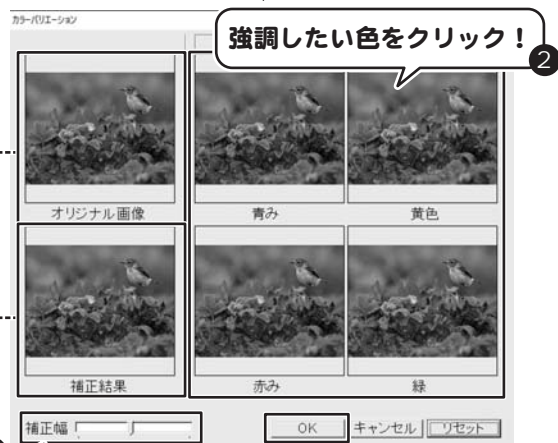 カラーバリエーション
強調したい色をクリック！
2
オリジナル画像
青み
黄色
補正結果
赤み
緑
補正幅
OK
キャンセル
リセット